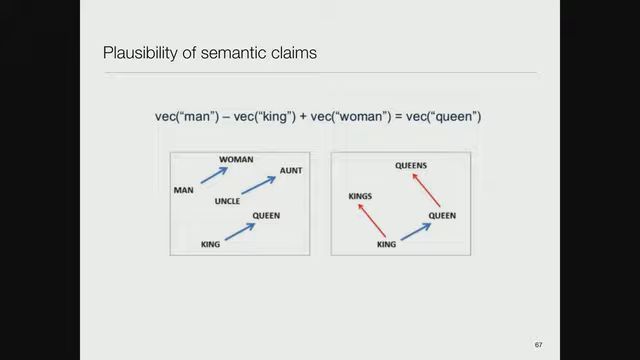 Plausibility of semantic claims
vec("man") – vec("king") + vec("woman") = vec("queen")
WOMAN
AUNT
MAN
UNCLE
QUEEN
KING
QUEENS
KINGS
QUEEN
KING
67